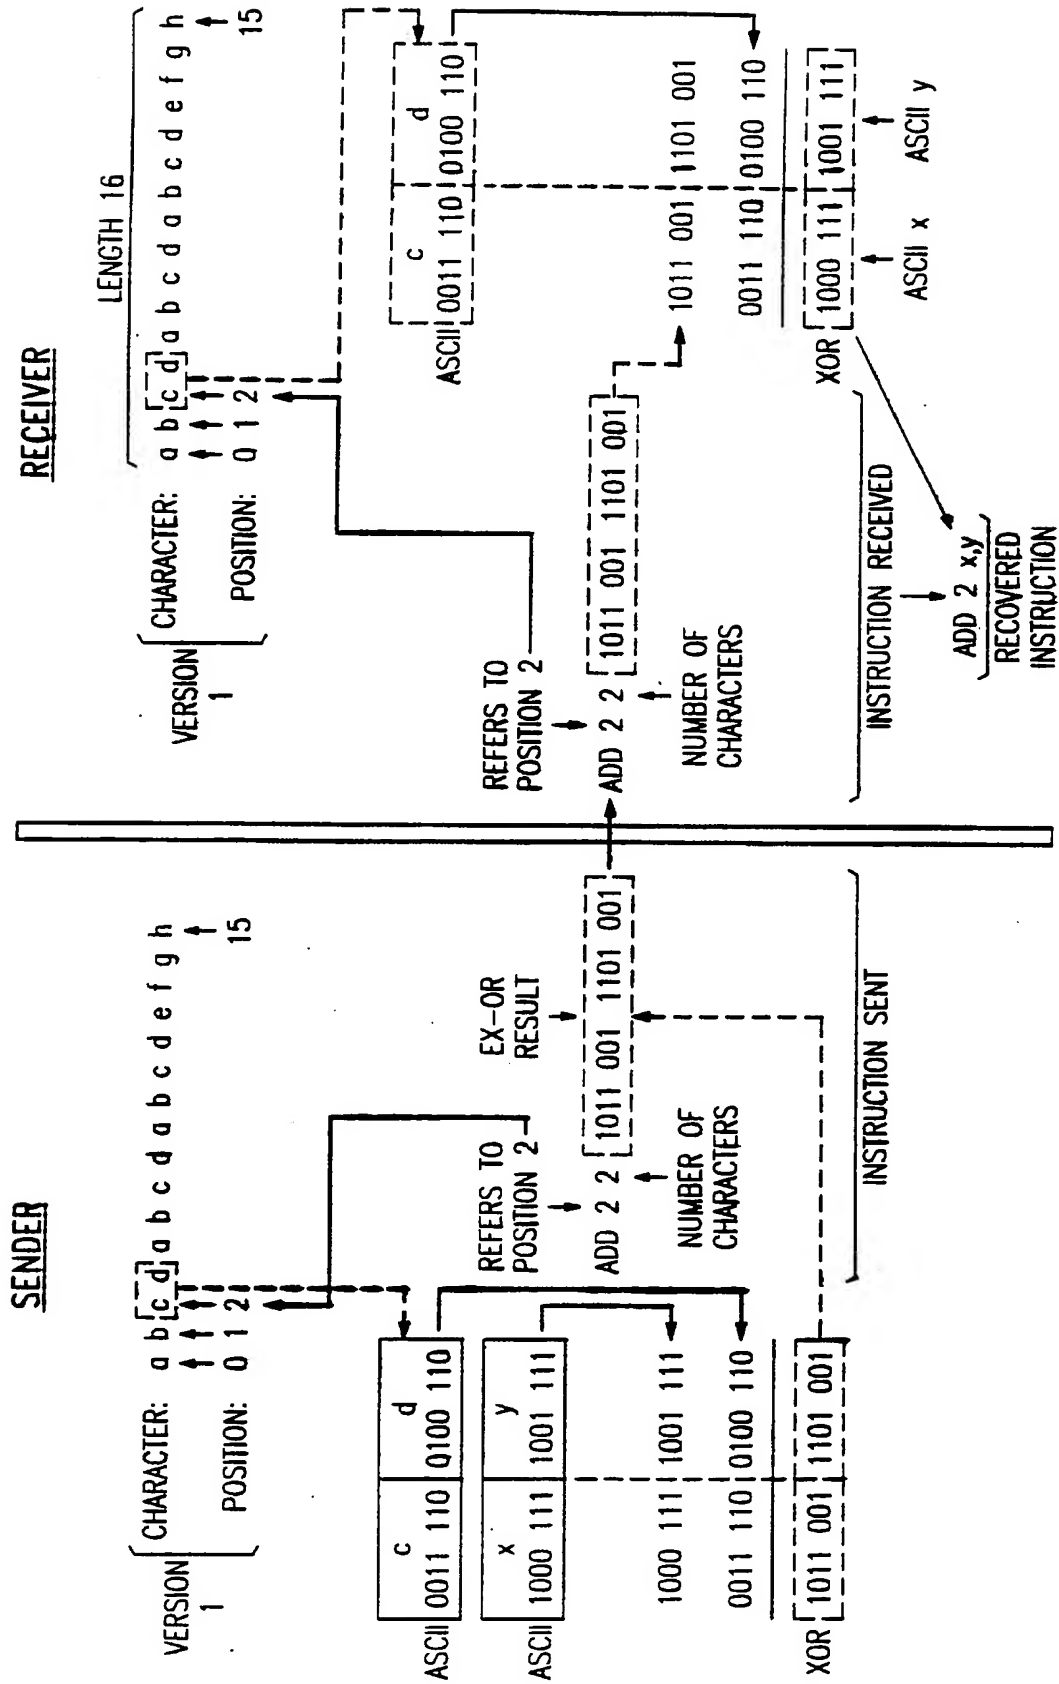 SENDER
VERSION 1
CHARACTER: a b c d a b c d a b c d e f g h
POSITION: 0 1 2 15
c d
ASCII 0011 110 0100 110
x y
ASCII 1000 111 1001 111
1000 111 1001 111
0011 110 0100 110
XOR 1011 001 1101 001
REFERS TO
POSITION 2
EX-OR
RESULT
ADD 2 2 1011 001 1101 001
NUMBER OF
CHARACTERS
INSTRUCTION SENT
RECEIVER
LENGTH 16
VERSION 1
CHARACTER: a b c d a b c d a b c d e f g h
POSITION: 0 1 2 15
c d
ASCII 0011 110 0100 110
REFERS TO
POSITION 2
ADD 2 2 1011 001 1101 001
NUMBER OF
CHARACTERS
1011 001 1101 001
0011 110 0100 110
XOR 1000 111 1001 111
ASCII x ASCII y
INSTRUCTION RECEIVED
ADD 2 x,y
RECOVERED
INSTRUCTION